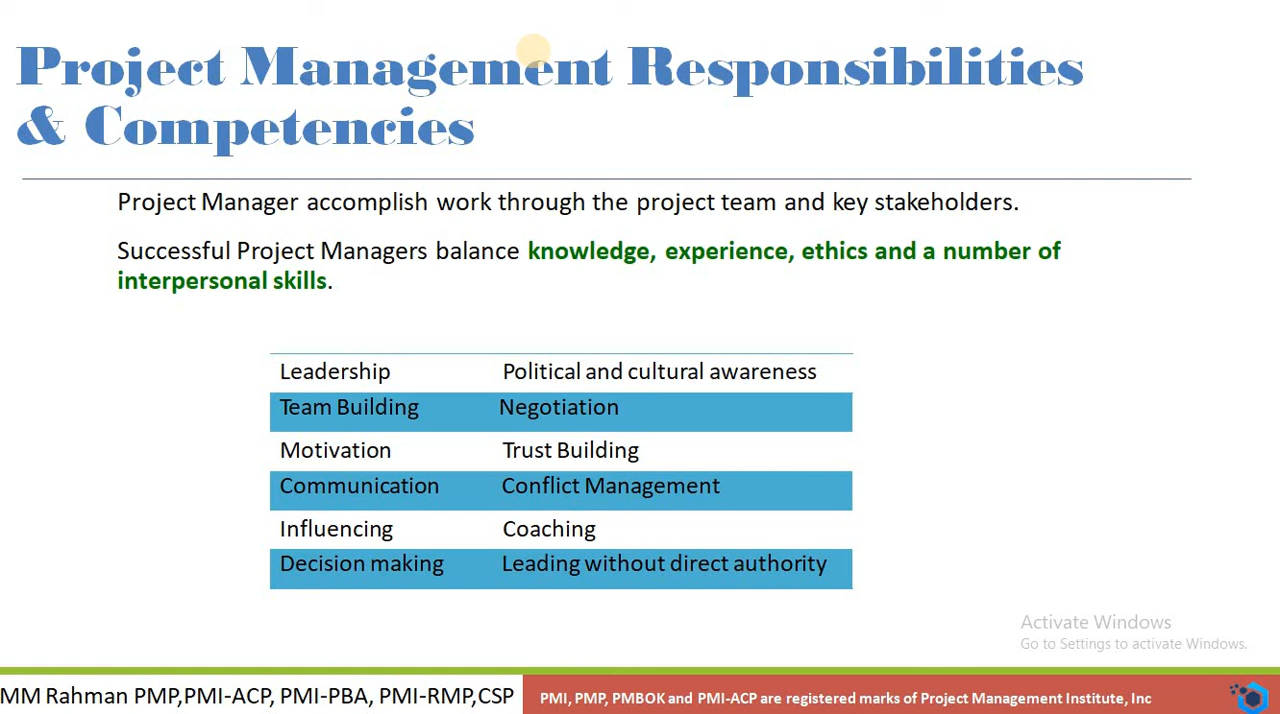 Project Management Responsibilities
& Competencies
Project Manager accomplish work through the project team and key stakeholders.
Successful Project Managers balance knowledge, experience, ethics and a number of
interpersonal skills.
Leadership Political and cultural awareness
Team Building Negotiation
Motivation Trust Building
Communication Conflict Management
Influencing Coaching
Decision making Leading without direct authority
Activate Windows
Go to Settings to activate Windows.
MM Rahman PMP,PMI-ACP, PMI-PBA, PMI-RMP,CSP
PMI, PMP, PMBOK and PMI-ACP are registered marks of Project Management Institute, Inc